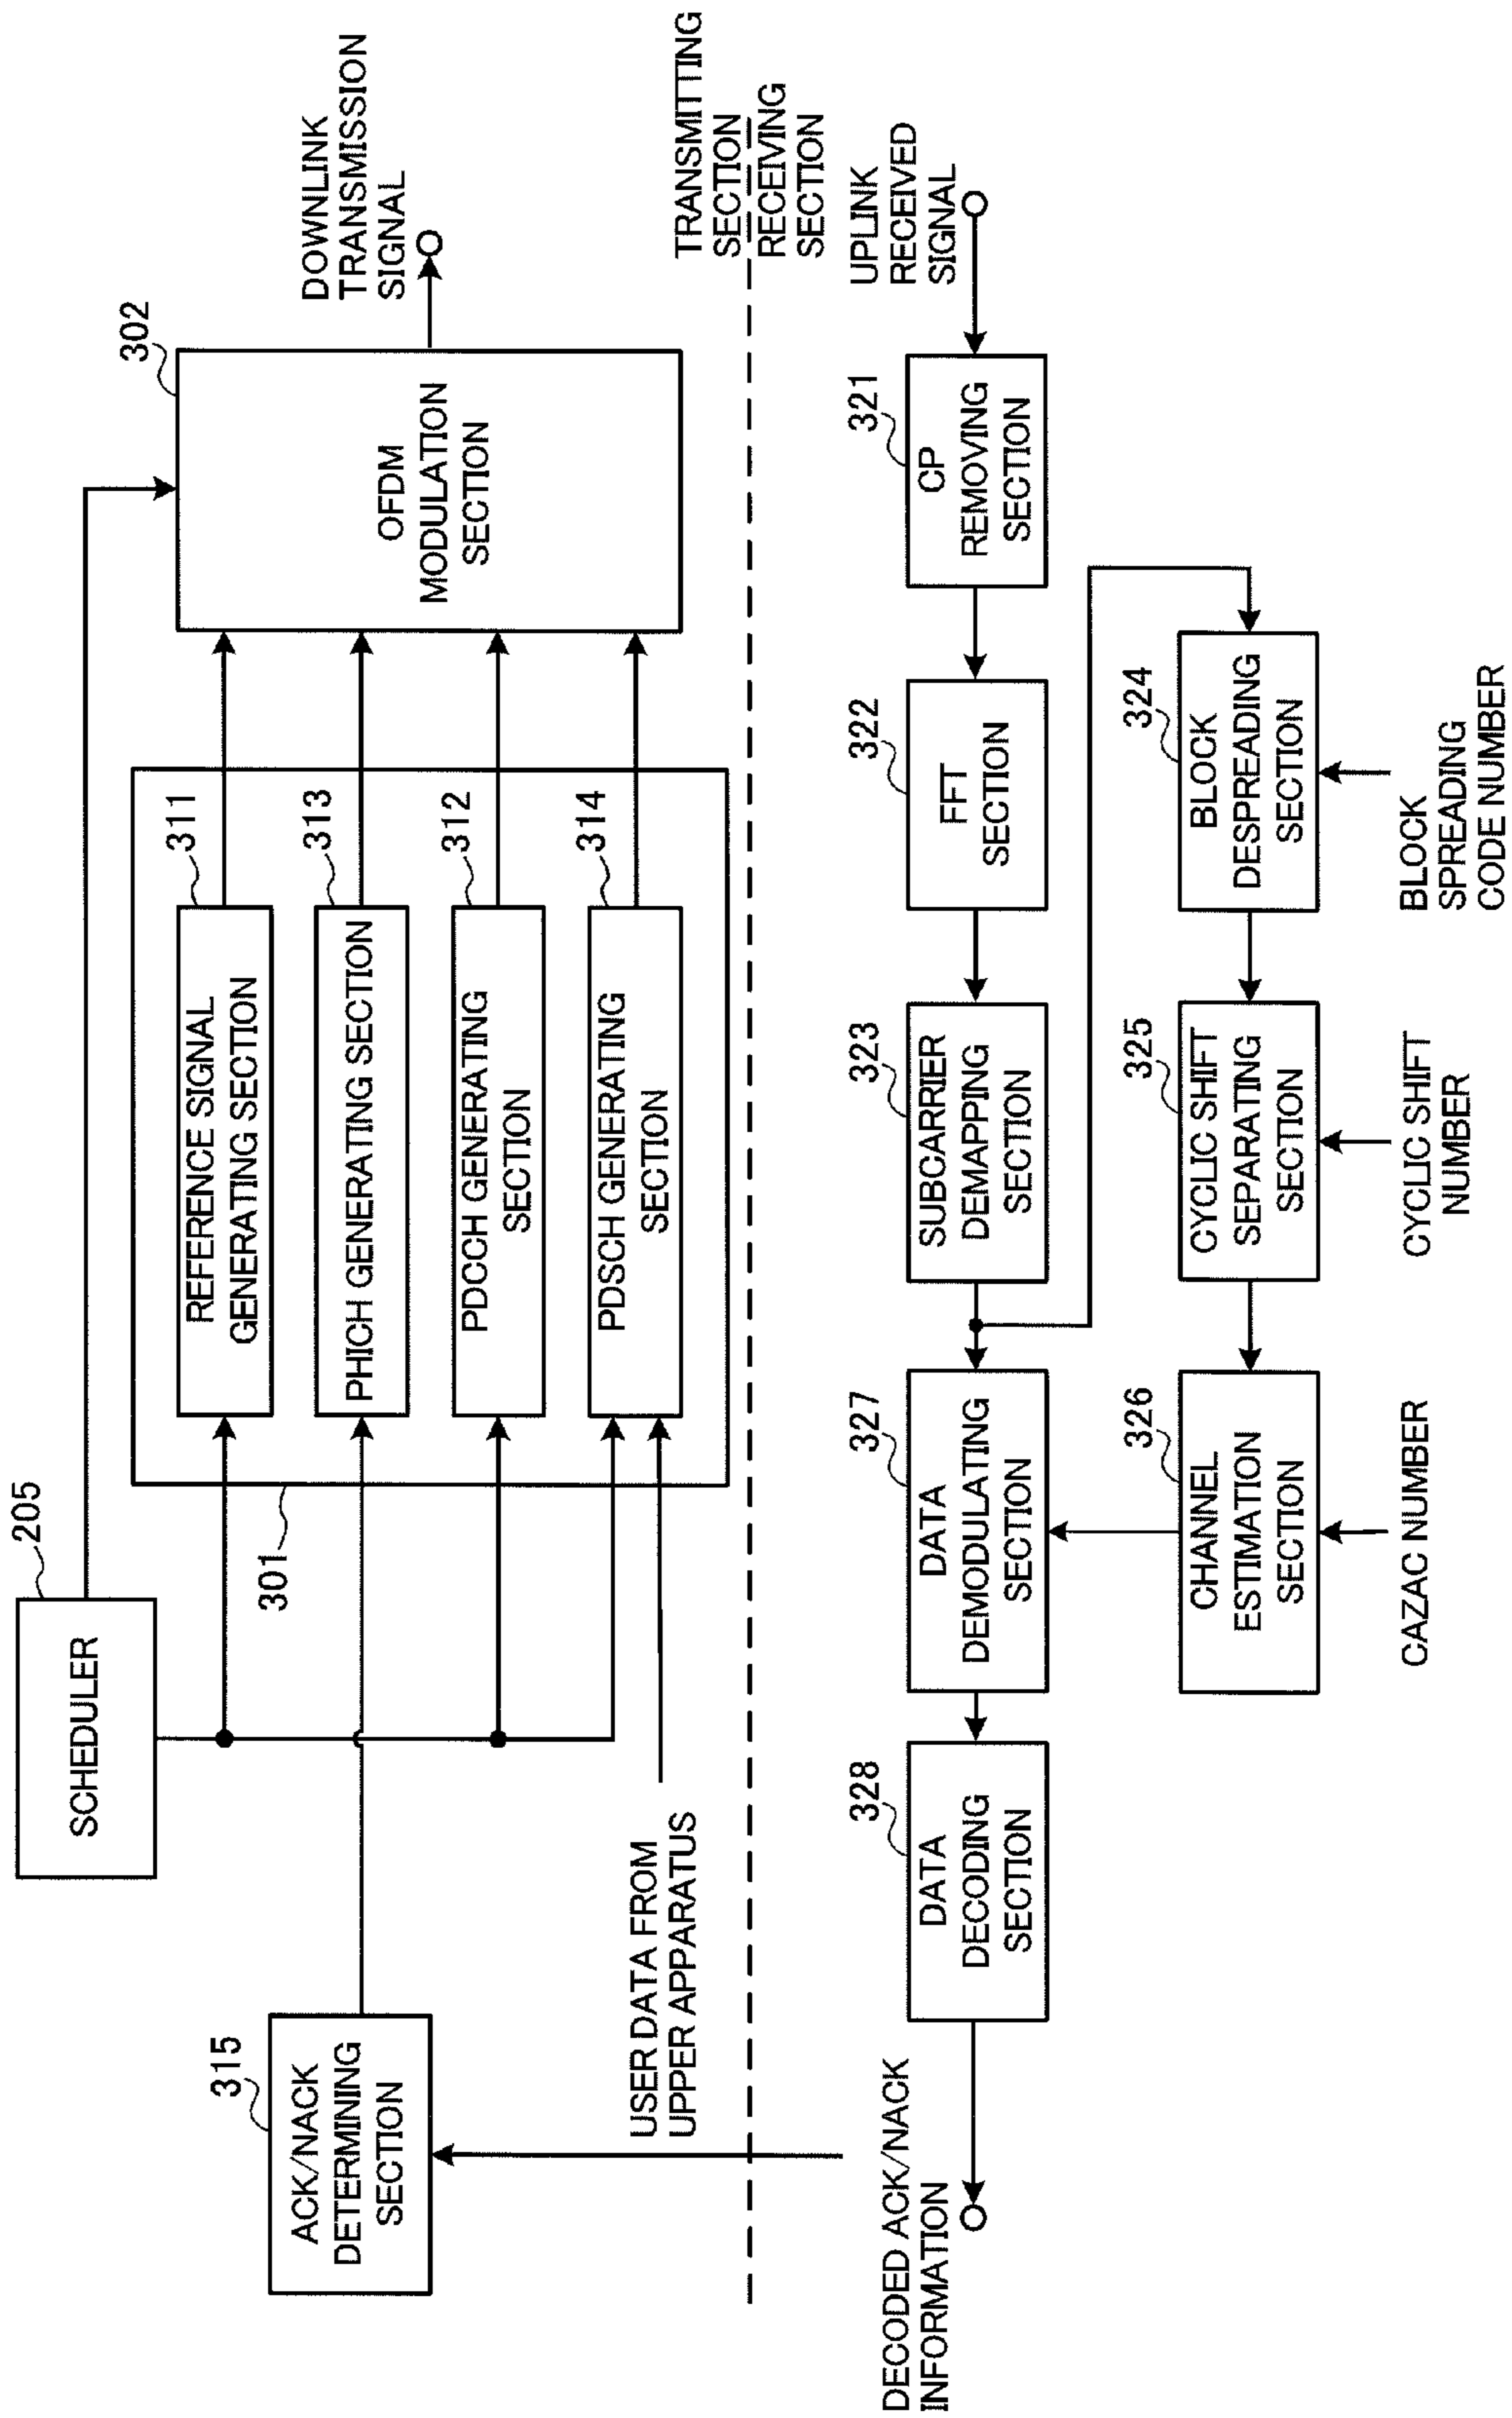 205
SCHEDULER
302
OFDM
MODULATION
SECTION
DOWNLINK
TRANSMISSION
SIGNAL
301
311
REFERENCE SIGNAL
GENERATING SECTION
313
PHICH GENERATING SECTION
312
PDCCH GENERATING
SECTION
314
PDSCH GENERATING
SECTION
315
ACK/NACK
DETERMINING
SECTION
USER DATA FROM
UPPER APPARATUS
TRANSMITTING
SECTION
RECEIVING
SECTION
UPLINK
RECEIVED
SIGNAL
321
CP
REMOVING
SECTION
322
FFT
SECTION
323
SUBCARRIER
DEMAPPING
SECTION
327
DATA
DEMODULATING
SECTION
328
DATA
DECODING
SECTION
DECODED ACK/NACK
INFORMATION
324
BLOCK
DESPREADING
SECTION
325
CYCLIC SHIFT
SEPARATING
SECTION
326
CHANNEL
ESTIMATION
SECTION
BLOCK
SPREADING
CODE NUMBER
CYCLIC SHIFT
NUMBER
CAZAC NUMBER